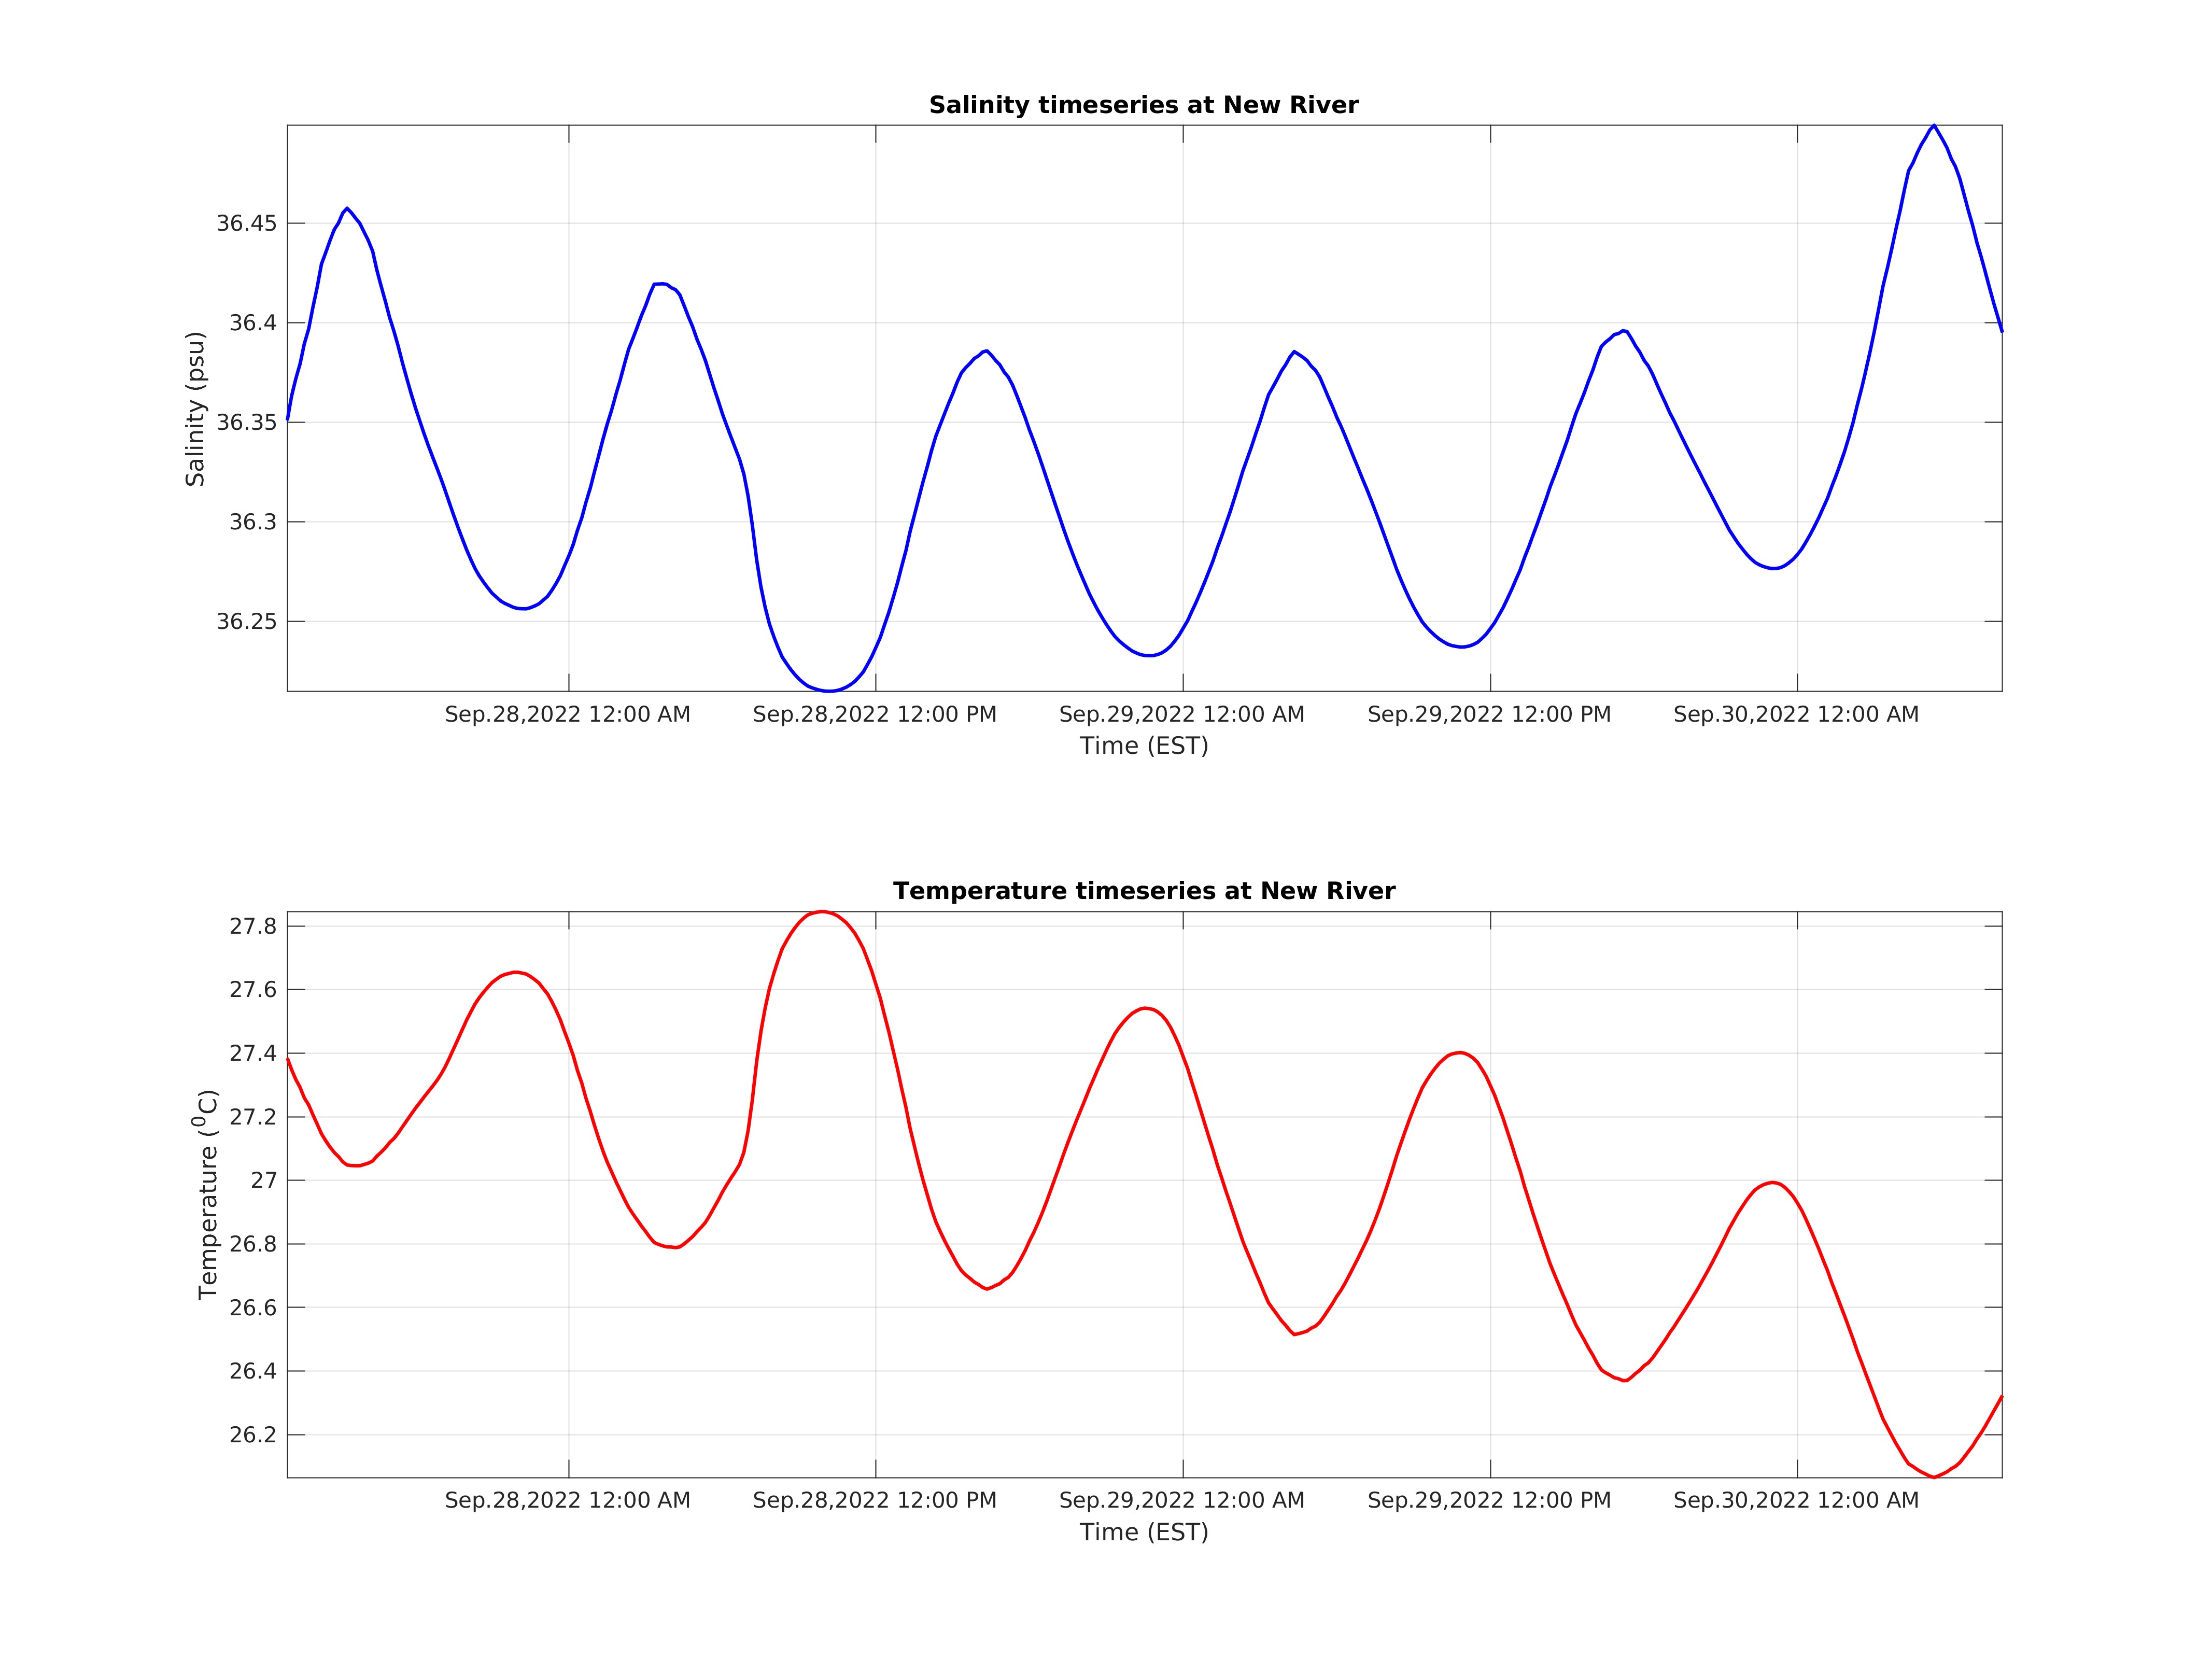 Salinity timeseries at New River
Salinity (psu)
36.45
36.4
36.35
36.3
36.25
Sep.28,2022 12:00 AM Sep.28,2022 12:00 PM Sep.29,2022 12:00 AM Sep.29,2022 12:00 PM Sep.30,2022 12:00 AM
Time (EST)
Temperature timeseries at New River
Temperature (⁰C)
27.8
27.6
27.4
27.2
27
26.8
26.6
26.4
26.2
Sep.28,2022 12:00 AM Sep.28,2022 12:00 PM Sep.29,2022 12:00 AM Sep.29,2022 12:00 PM Sep.30,2022 12:00 AM
Time (EST)